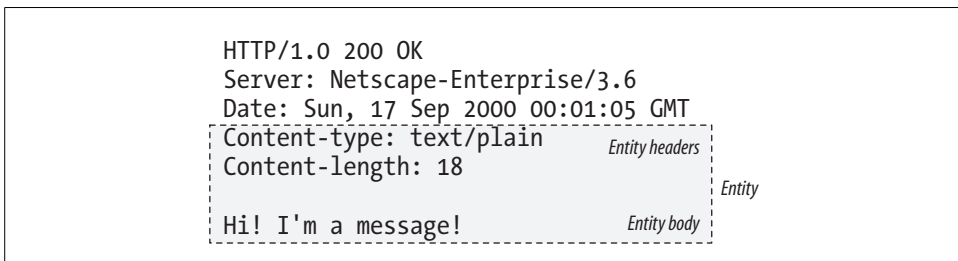 HTTP/1.0 200 OK
Server: Netscape-Enterprise/3.6
Date: Sun, 17 Sep 2000 00:01:05 GMT
Content-type: text/plain
Entity headers
Content-length: 18
Entity
Hi! I'm a message!
Entity body